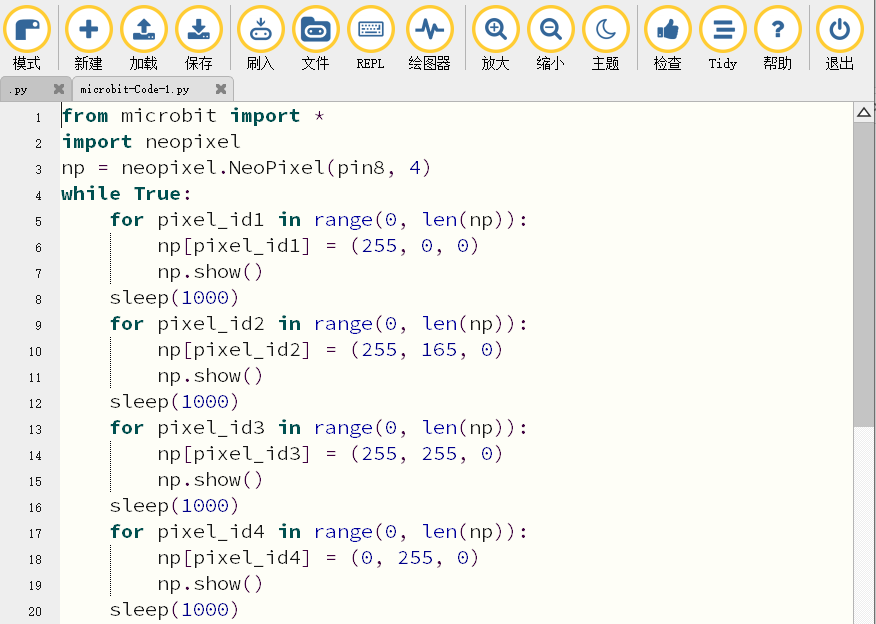 模式 新建 加载 保存 刷入 文件 REPL 绘图器 放大 缩小 主题 检查 Tidy 帮助 退出
.py microbit-Code-1.py
1 from microbit import *
2 import neopixel
3 np = neopixel.NeoPixel(pin8, 4)
4 while True:
5 for pixel_id1 in range(0, len(np)):
6 np[pixel_id1] = (255, 0, 0)
7 np.show()
8 sleep(1000)
9 for pixel_id2 in range(0, len(np)):
10 np[pixel_id2] = (255, 165, 0)
11 np.show()
12 sleep(1000)
13 for pixel_id3 in range(0, len(np)):
14 np[pixel_id3] = (255, 255, 0)
15 np.show()
16 sleep(1000)
17 for pixel_id4 in range(0, len(np)):
18 np[pixel_id4] = (0, 255, 0)
19 np.show()
20 sleep(1000)